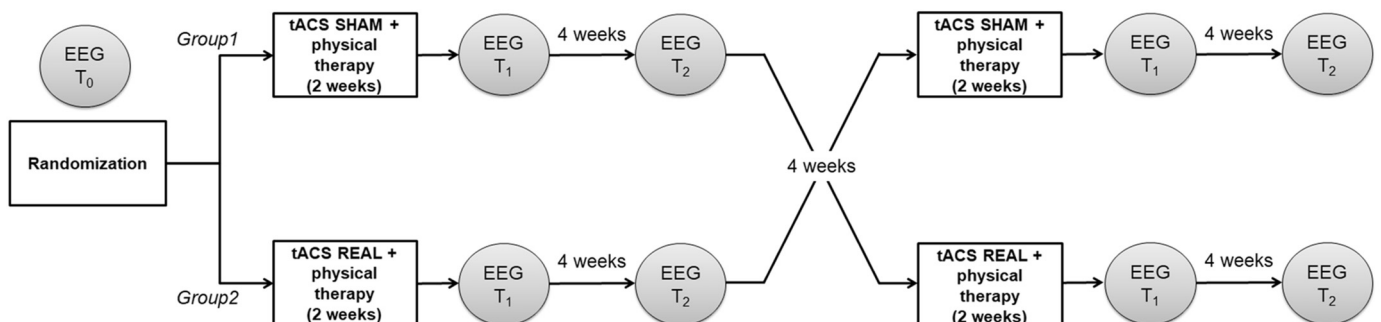 EEG
T0
Randomization
Group1
tACS SHAM +
physical
therapy
(2 weeks)
EEG
T1
4 weeks
EEG
T2
Group2
tACS REAL +
physical
therapy
(2 weeks)
EEG
T1
4 weeks
EEG
T2
4 weeks
tACS SHAM +
physical
therapy
(2 weeks)
EEG
T1
4 weeks
EEG
T2
tACS REAL +
physical
therapy
(2 weeks)
EEG
T1
4 weeks
EEG
T2